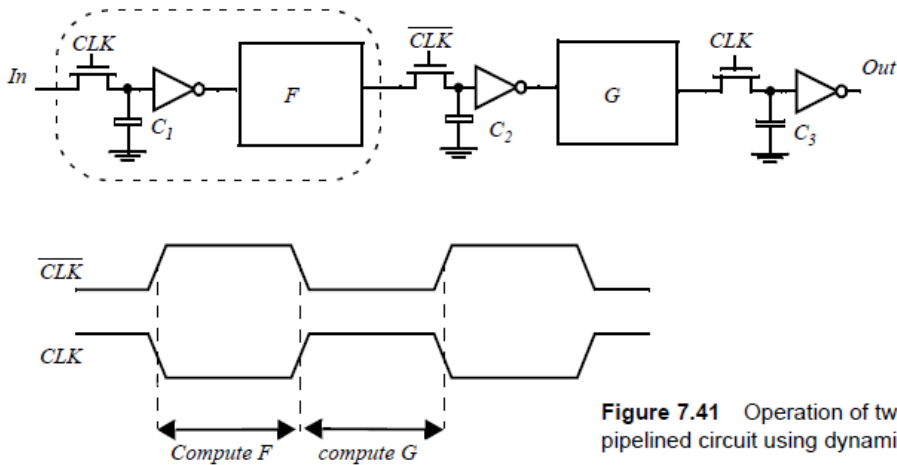 In
CLK
C1
F
CLK
C2
G
CLK
C3
Out
CLK
CLK
Compute F
compute G
Figure 7.41 Operation of tw
pipelined circuit using dynami